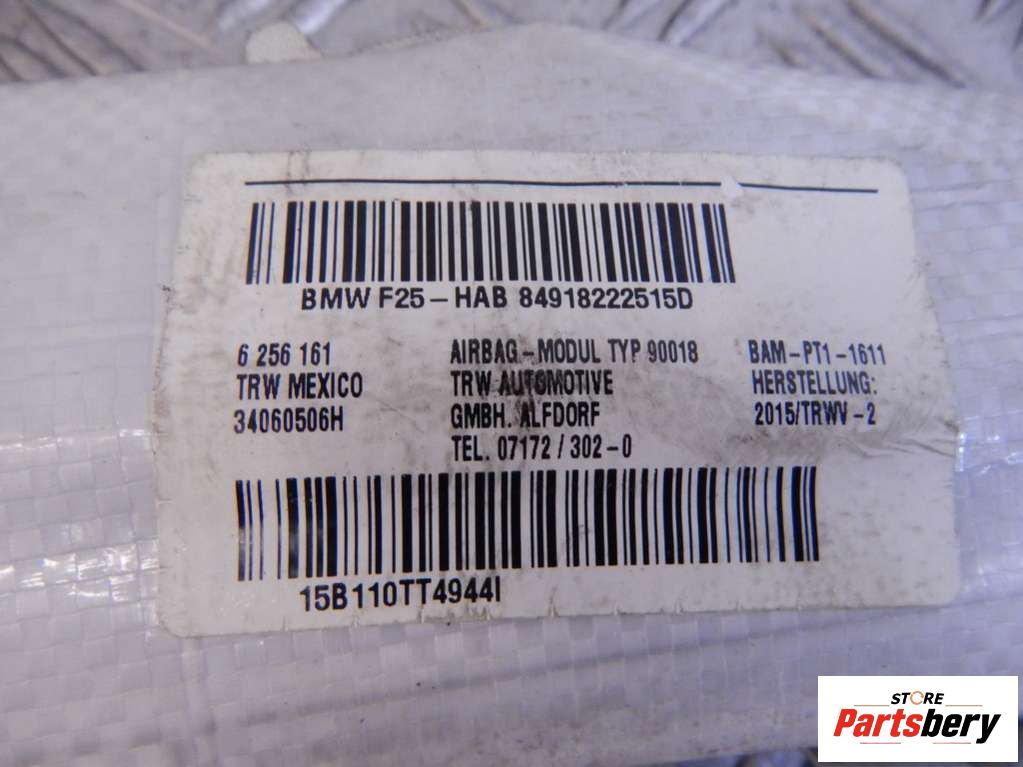 BMW F25-HAB 84918222515D
6 256 161
TRW MEXICO
34060506H
AIRBAG-MODUL TYP 90018
TRW AUTOMOTIVE
GMBH. ALFDORF
TEL. 07172/302-0
BAM-PT1-1611
HERSTELLUNG:
2015/TRWV-2
15B110TT4944I
STORE
Partsbery